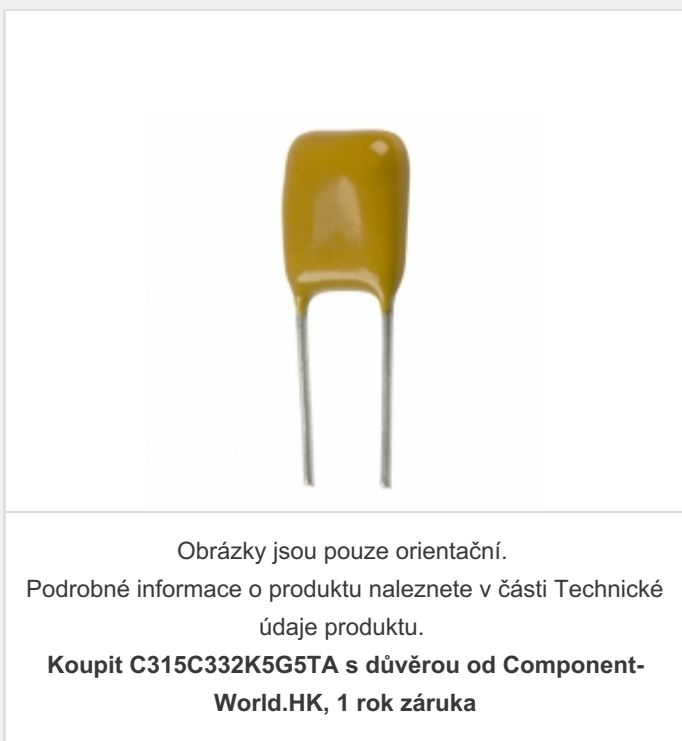 Obrázky jsou pouze orientační.
Podrobné informace o produktu naleznete v části Technické
údaje produktu.
Koupit C315C332K5G5TA s důvěrou od Component-
World.HK, 1 rok záruka